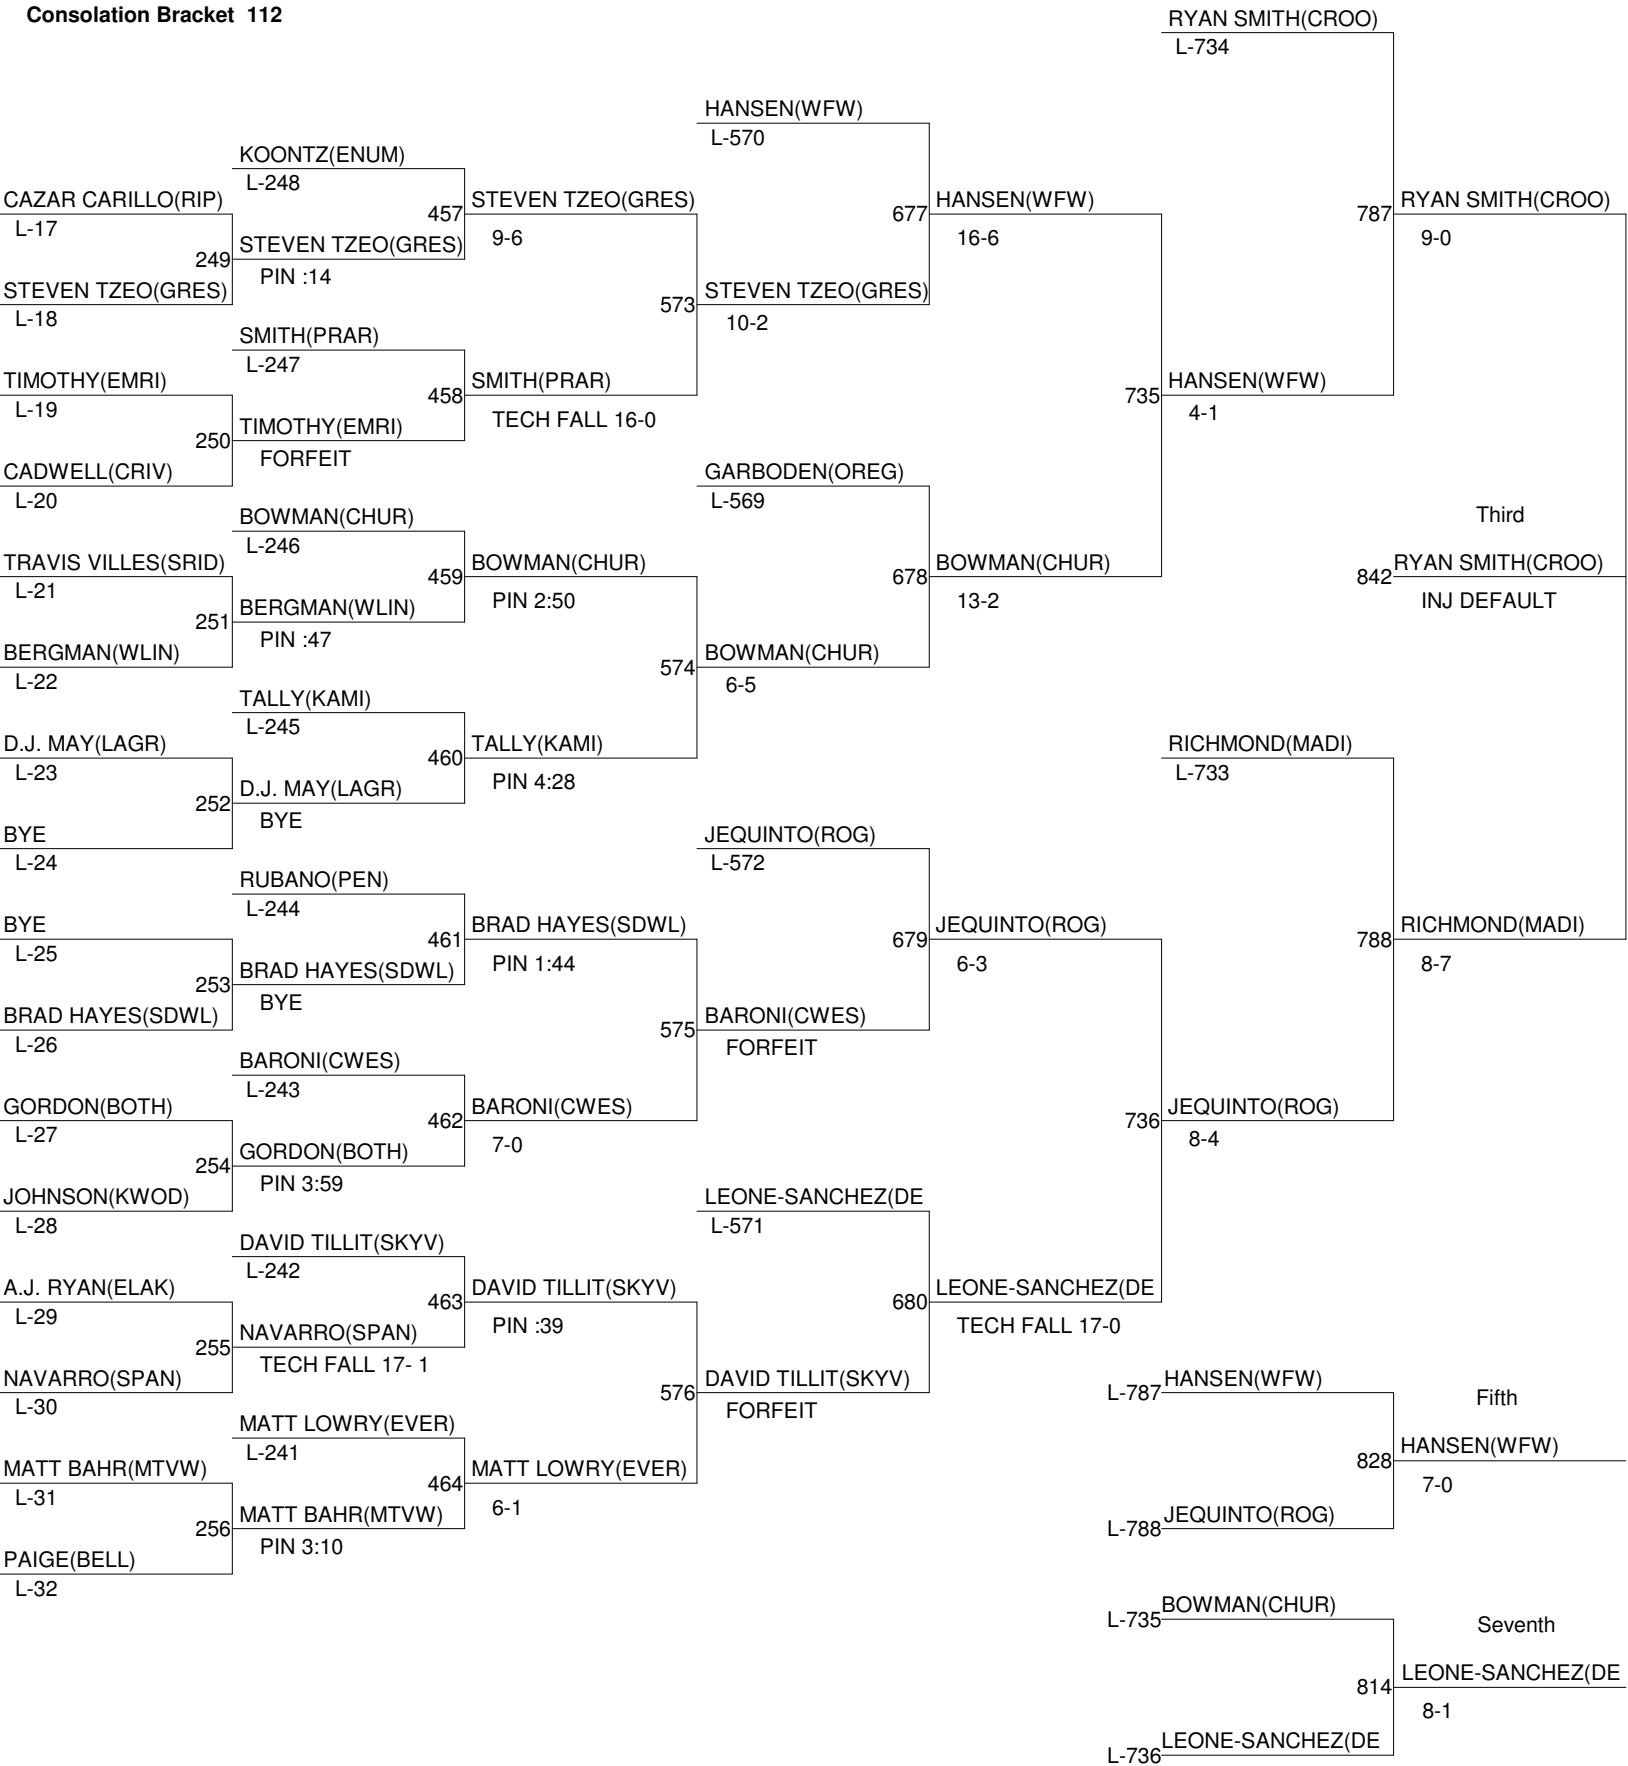 Consolation Bracket 112
CAZAR CARILLO(RIP)
L-17
249
STEVEN TZEO(GRES)
L-18
TIMOTHY(EMRI)
L-19
250
CADWELL(CRIV)
L-20
TRAVIS VILLES(SRID)
L-21
251
BERGMAN(WLIN)
L-22
D.J. MAY(LAGR)
L-23
252
BYE
L-24
BYE
L-25
253
BRAD HAYES(SDWL)
L-26
GORDON(BOTH)
L-27
254
JOHNSON(KWOD)
L-28
A.J. RYAN(ELAK)
L-29
255
NAVARRO(SPAN)
L-30
MATT BAHR(MTVW)
L-31
256
PAIGE(BELL)
L-32
KOONTZ(ENUM)
L-248
457
STEVEN TZEO(GRES)
PIN :14
SMITH(PRAR)
L-247
458
TIMOTHY(EMRI)
FORFEIT
BOWMAN(CHUR)
L-246
459
BERGMAN(WLIN)
PIN :47
TALLY(KAMI)
L-245
460
D.J. MAY(LAGR)
BYE
RUBANO(PEN)
L-244
461
BRAD HAYES(SDWL)
BYE
BARONI(CWES)
L-243
462
GORDON(BOTH)
PIN 3:59
DAVID TILLIT(SKYV)
L-242
463
NAVARRO(SPAN)
TECH FALL 17- 1
MATT LOWRY(EVER)
L-241
464
MATT BAHR(MTVW)
PIN 3:10
STEVEN TZEO(GRES)
9-6
573
SMITH(PRAR)
TECH FALL 16-0
BOWMAN(CHUR)
PIN 2:50
574
TALLY(KAMI)
PIN 4:28
BRAD HAYES(SDWL)
PIN 1:44
575
BARONI(CWES)
7-0
DAVID TILLIT(SKYV)
PIN :39
576
MATT LOWRY(EVER)
6-1
HANSEN(WFW)
L-570
677
STEVEN TZEO(GRES)
10-2
GARBODEN(OREG)
L-569
678
BOWMAN(CHUR)
6-5
JEQUINTO(ROG)
L-572
679
BARONI(CWES)
FORFEIT
LEONE-SANCHEZ(DE
L-571
680
DAVID TILLIT(SKYV)
FORFEIT
HANSEN(WFW)
16-6
735
BOWMAN(CHUR)
13-2
JEQUINTO(ROG)
6-3
736
LEONE-SANCHEZ(DE
TECH FALL 17-0
RYAN SMITH(CROO)
L-734
787
HANSEN(WFW)
4-1
RICHMOND(MADI)
L-733
788
JEQUINTO(ROG)
8-4
RYAN SMITH(CROO)
9-0
Third
842
RYAN SMITH(CROO)
INJ DEFAULT
RICHMOND(MADI)
8-7
L-787
HANSEN(WFW)
Fifth
828
HANSEN(WFW)
7-0
L-788
JEQUINTO(ROG)
L-735
BOWMAN(CHUR)
Seventh
814
LEONE-SANCHEZ(DE
8-1
L-736
LEONE-SANCHEZ(DE